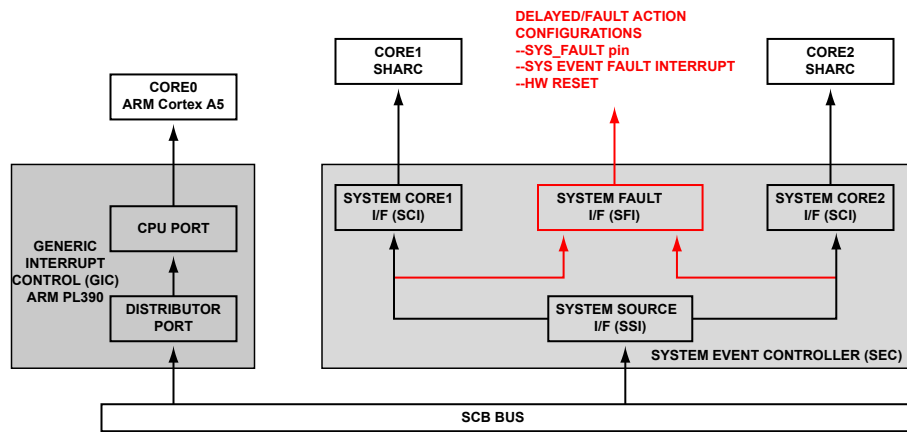 DELAYED/FAULT ACTION
CONFIGURATIONS
--SYS_FAULT pin
--SYS EVENT FAULT INTERRUPT
--HW RESET
CORE1
SHARC
CORE2
SHARC
CORE0
ARM Cortex A5
SYSTEM CORE1
I/F (SCI)
SYSTEM FAULT
I/F (SFI)
SYSTEM CORE2
I/F (SCI)
CPU PORT
GENERIC
INTERRUPT
CONTROL (GIC)
ARM PL390
DISTRIBUTOR
PORT
SYSTEM SOURCE
I/F (SSI)
SYSTEM EVENT CONTROLLER (SEC)
SCB BUS